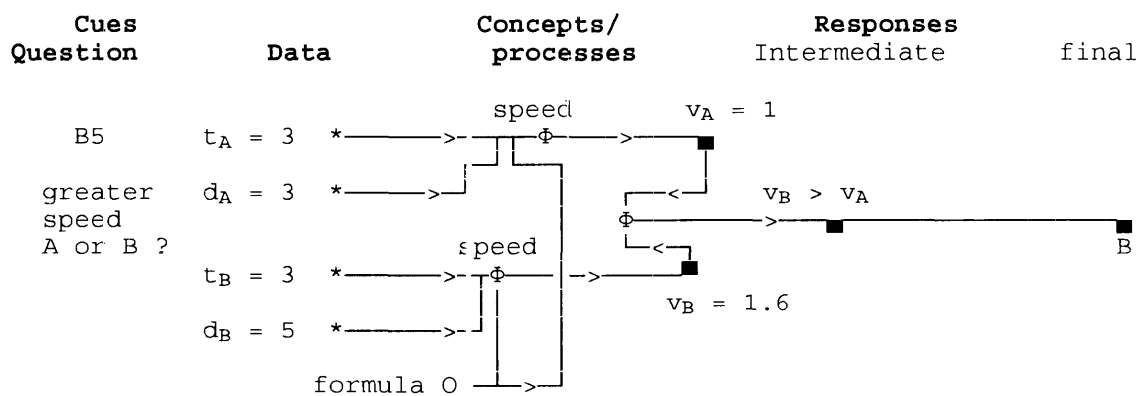 Cues Concepts/ Responses
Question Data processes Intermediate final
speed vA = 1
B5 tA = 3 * > Φ >
greater dA = 3 * > < vB > vA
speed Φ >
A or B ? speed < B
tB = 3 * > Φ >
vB = 1.6
dB = 5 * >
formula O >